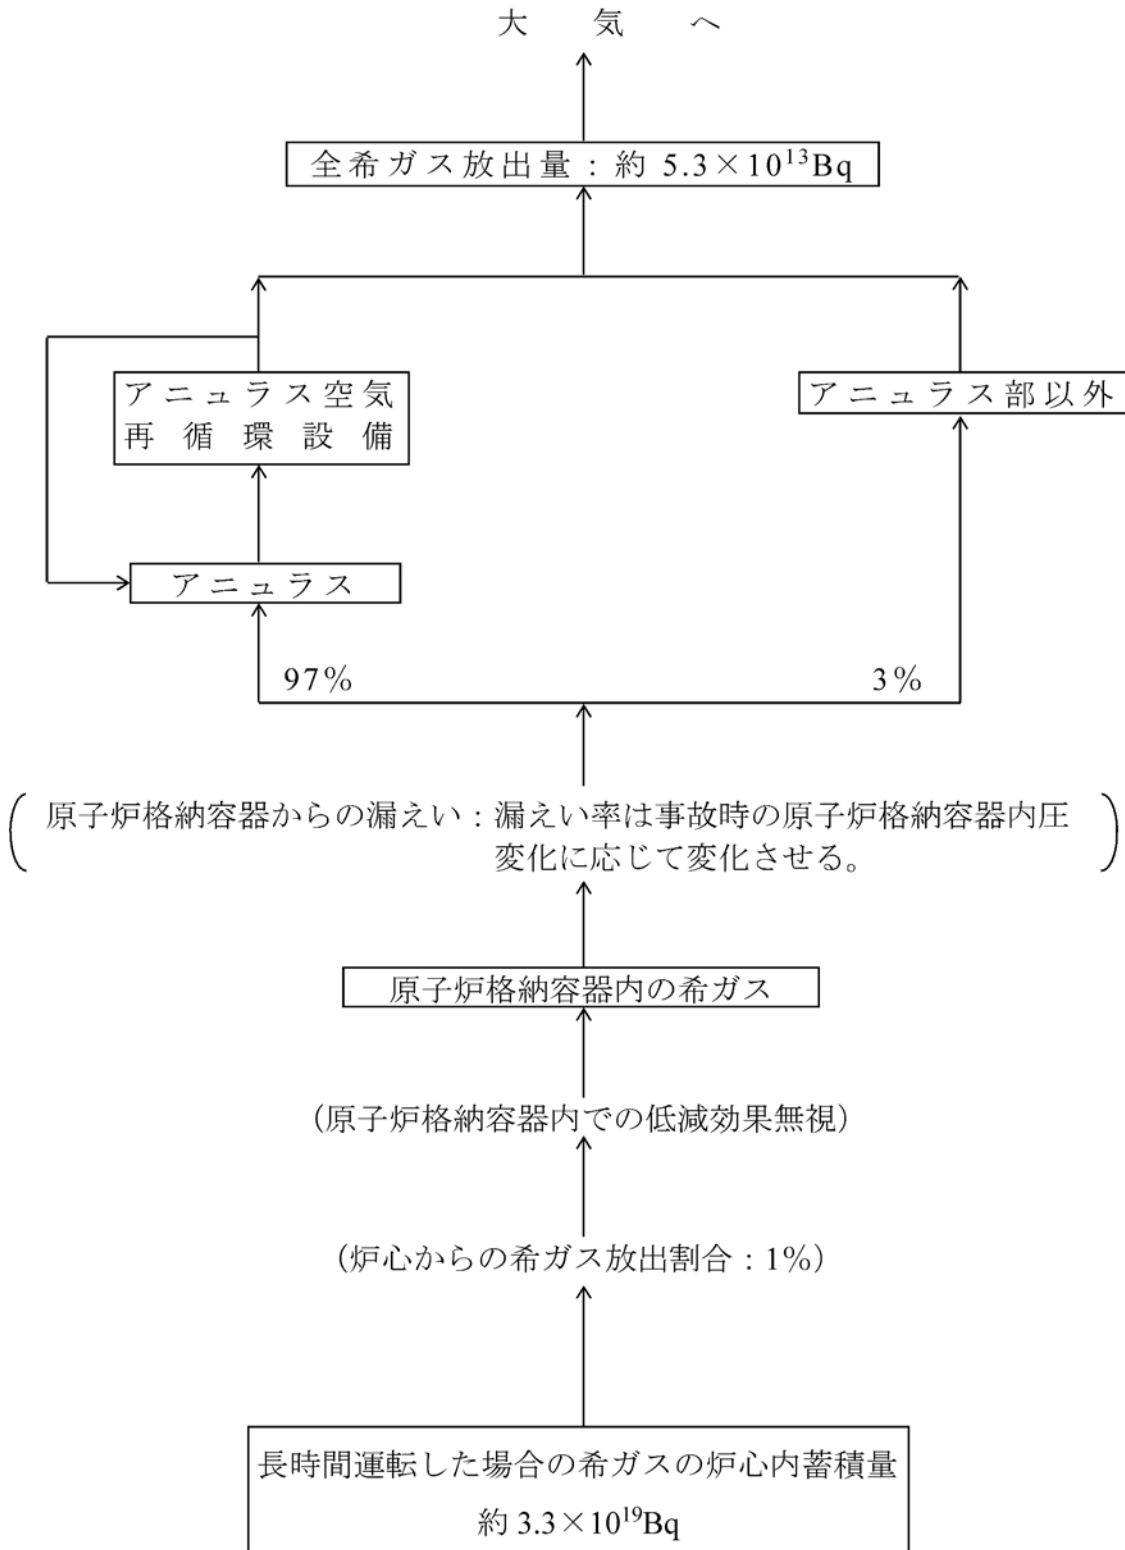 大気へ
全希ガス放出量：約 5.3×10¹³Bq
アニュラス空気
再循環設備
アニュラス部以外
アニュラス
97%
3%
原子炉格納容器からの漏えい：漏えい率は事故時の原子炉格納容器内圧
変化に応じて変化させる。
原子炉格納容器内の希ガス
(原子炉格納容器内での低減効果無視)
(炉心からの希ガス放出割合：1%)
長時間運転した場合の希ガスの炉心内蓄積量
約 3.3×10¹⁹Bq